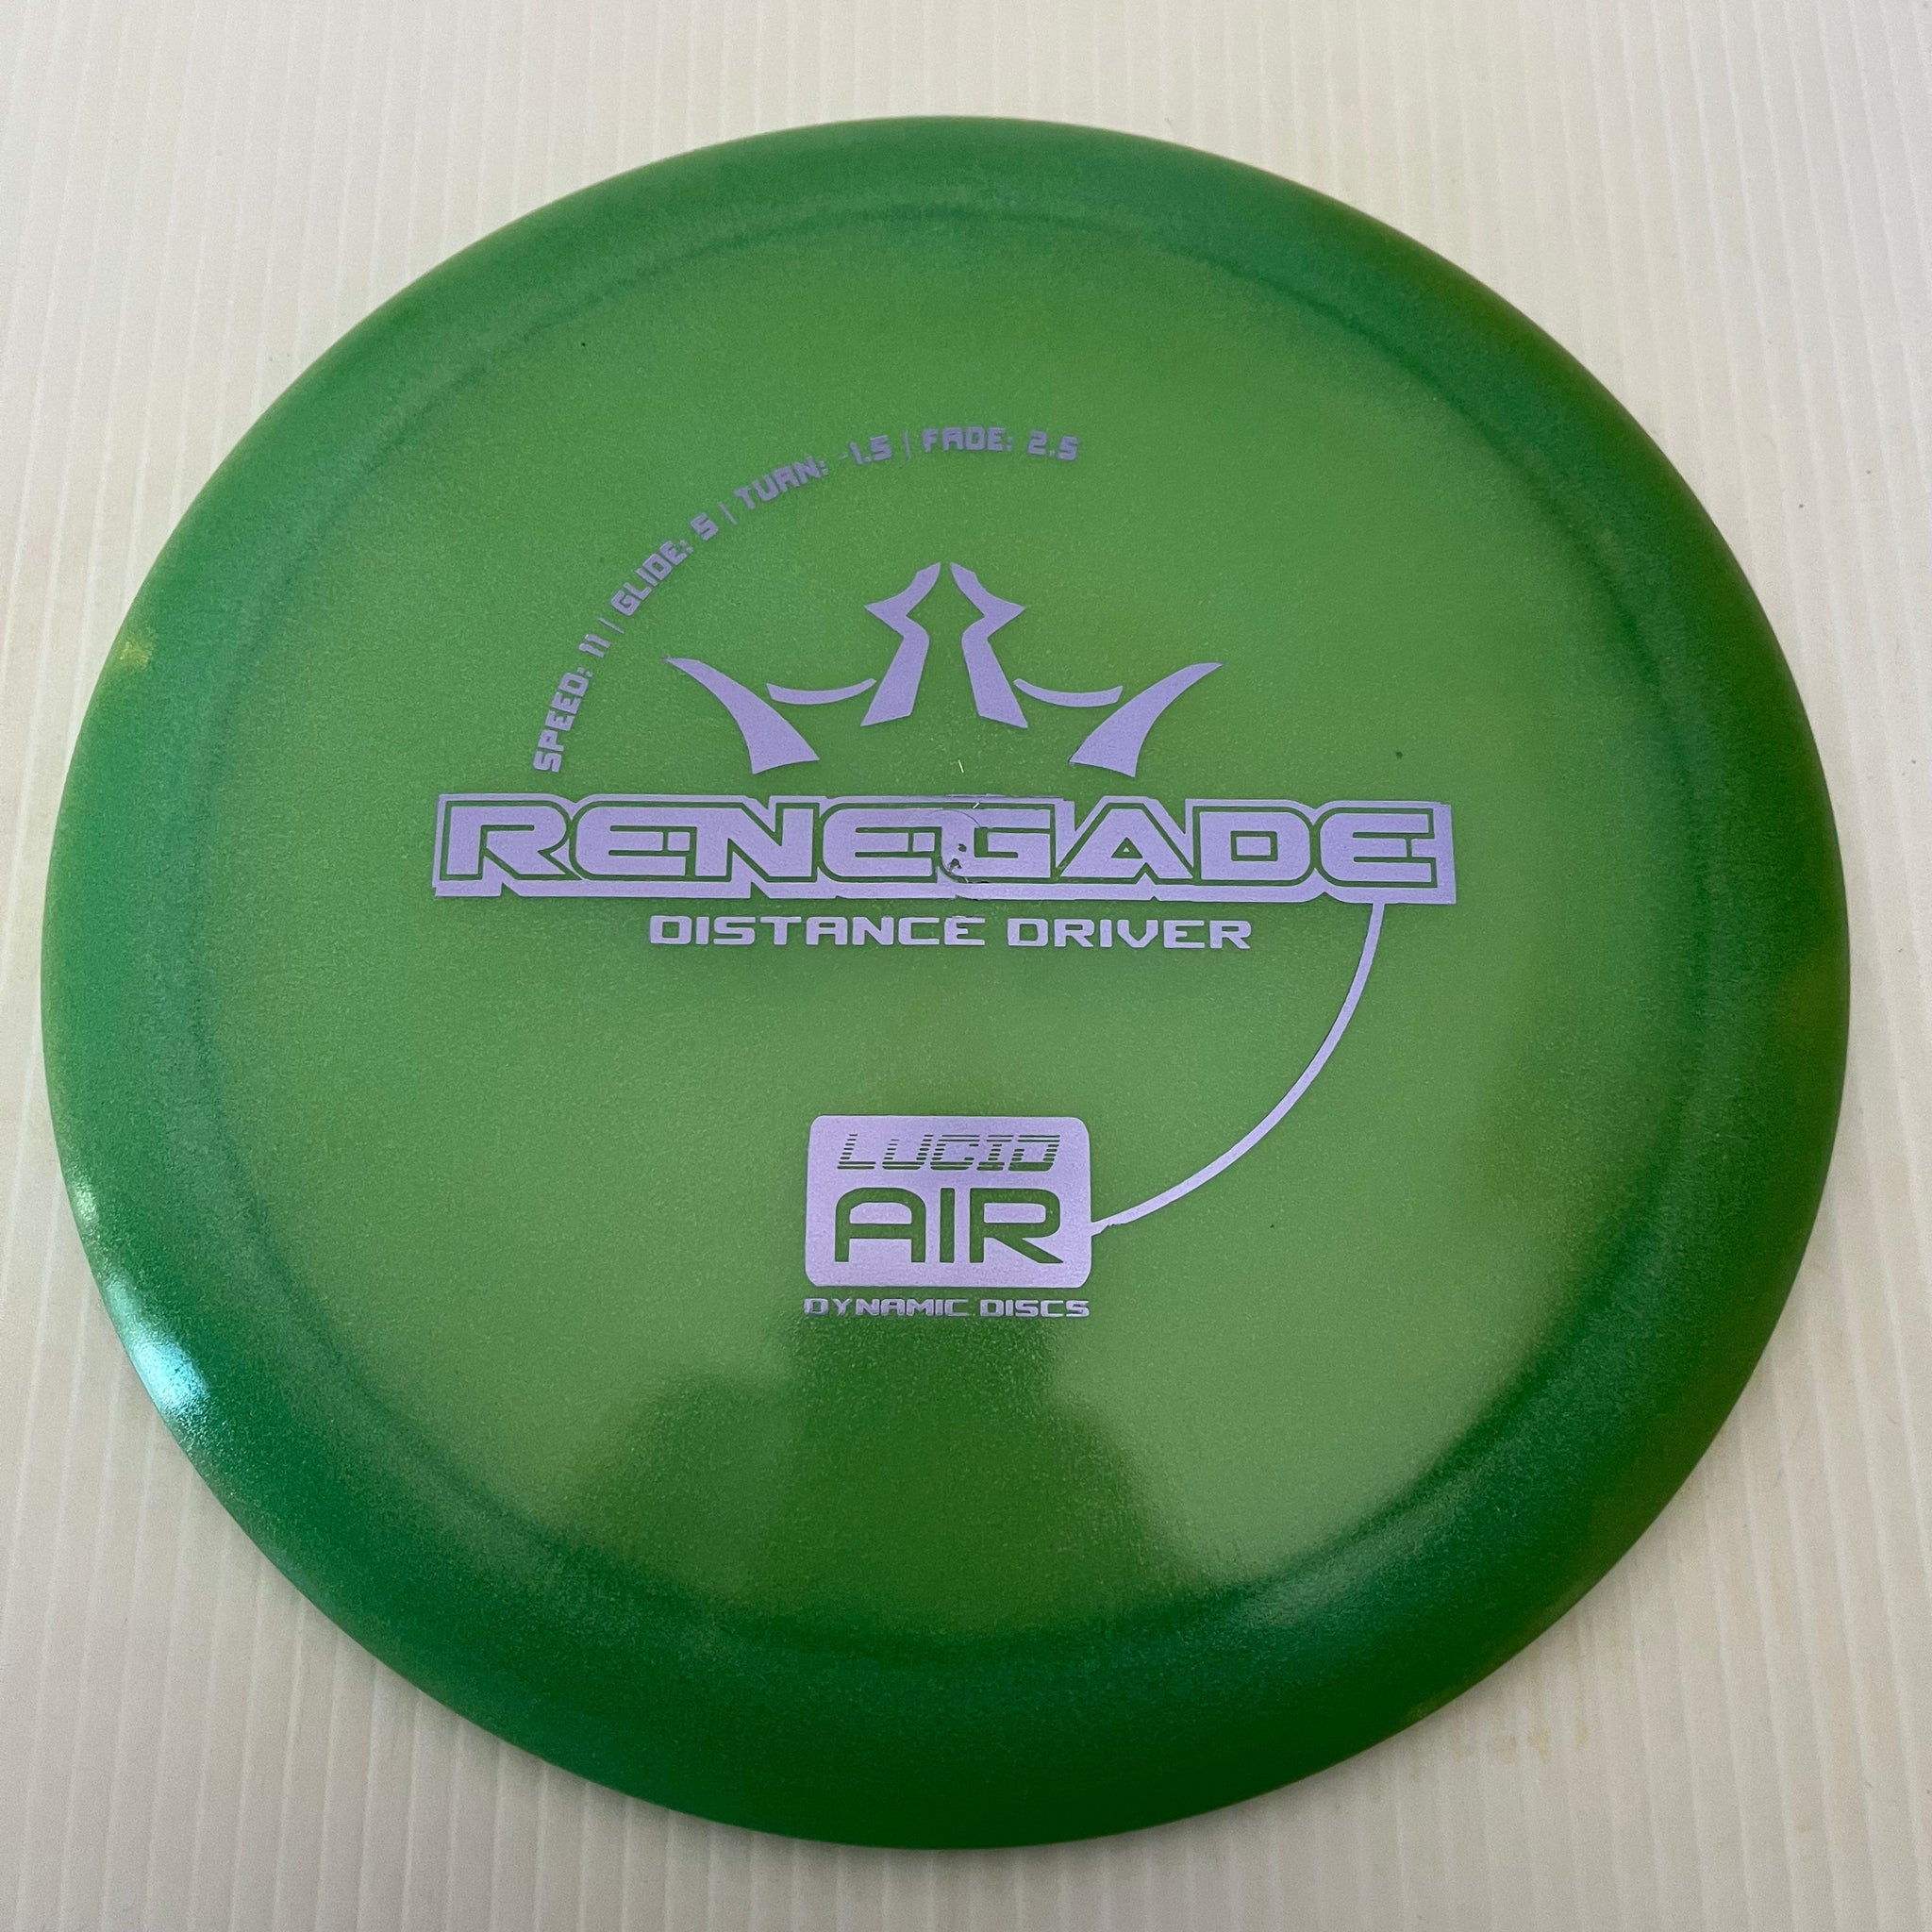 SPEED: 11 | GLIDE: 5 | TURN: -1.5 | FADE: 2.5
RENEGADE
DISTANCE DRIVER
LUCID
AIR
DYNAMIC DISCS